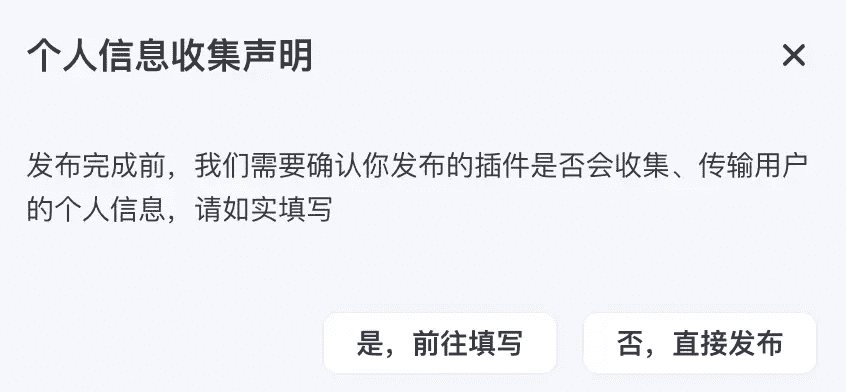 个人信息收集声明
发布完成前，我们需要确认你发布的插件是否会收集、传输用户
的个人信息，请如实填写
是，前往填写
否，直接发布